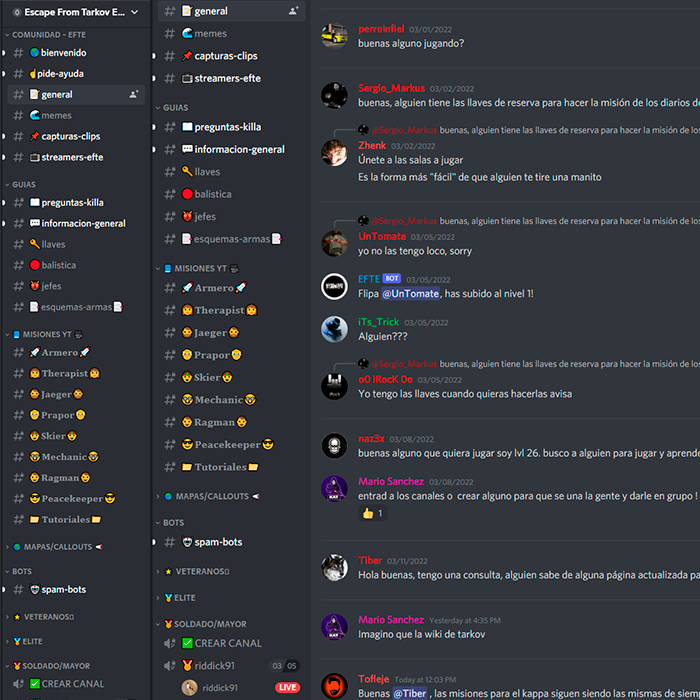 Escape From Tarkov E...
COMUNIDAD - EFTE
bienvenido
pide-ayuda
general
memes
capturas-clips
streamers-efte
GUIAS
preguntas-killa
informacion-general
llaves
balistica
jefes
esquemas-armas
MISIONES YT
Armero
Therapist
Jaeger
Prapor
Skier
Mechanic
Ragman
Peacekeeper
Tutoriales
MAPAS/CALLOUTS
BOTS
spam-bots
VETERANOS
ELITE
SOLDADO/MAYOR
CREAR CANAL
general
memes
capturas-clips
streamers-efte
GUIAS
preguntas-killa
informacion-general
llaves
balistica
jefes
esquemas-armas
MISIONES YT
Armero
Therapist
Jaeger
Prapor
Skier
Mechanic
Ragman
Peacekeeper
Tutoriales
MAPAS/CALLOUTS
BOTS
spam-bots
VETERANOS
ELITE
SOLDADO/MAYOR
CREAR CANAL
riddick91 03 05
riddick91 LIVE
perroinfiel 03/01/2022
buenas alguno jugando?
Sergio_Markus 03/02/2022
buenas, alguien tiene las llaves de reserva para hacer la misión de los diarios de
@Sergio_Markus buenas, alguien tiene las llaves de reserva para hacer la misión de los
Zhenk 03/02/2022
Únete a las salas a jugar
Es la forma más "fácil" de que alguien te tire una manito
@Sergio_Markus buenas, alguien tiene las llaves de reserva para hacer la misión de los
UnTomate 03/05/2022
yo no las tengo loco, sorry
EFTE BOT 03/05/2022
Flipa @UnTomate, has subido al nivel 1!
iTs_Trick 03/05/2022
Alguien???
@Sergio_Markus buenas, alguien tiene las llaves de reserva para hacer la misión de los
oO IRocK Oo 03/05/2022
Yo tengo las llaves cuando quieras hacerlas avisa
naz3x 03/08/2022
buenas alguno que quiera jugar soy lvl 26. busco a alguien para jugar y aprende
Mario Sanchez 03/08/2022
entrad a los canales o crear alguno para que se una la gente y darle en grupo !
1
Tiber 03/11/2022
Hola buenas, tengo una consulta, alguien sabe de alguna página actualizada pa
Mario Sanchez Yesterday at 4:35 PM
Imagino que la wiki de tarkov
Tofleje Today at 12:03 PM
Buenas @Tiber , las misiones para el kappa siguen siendo las mismas de siem